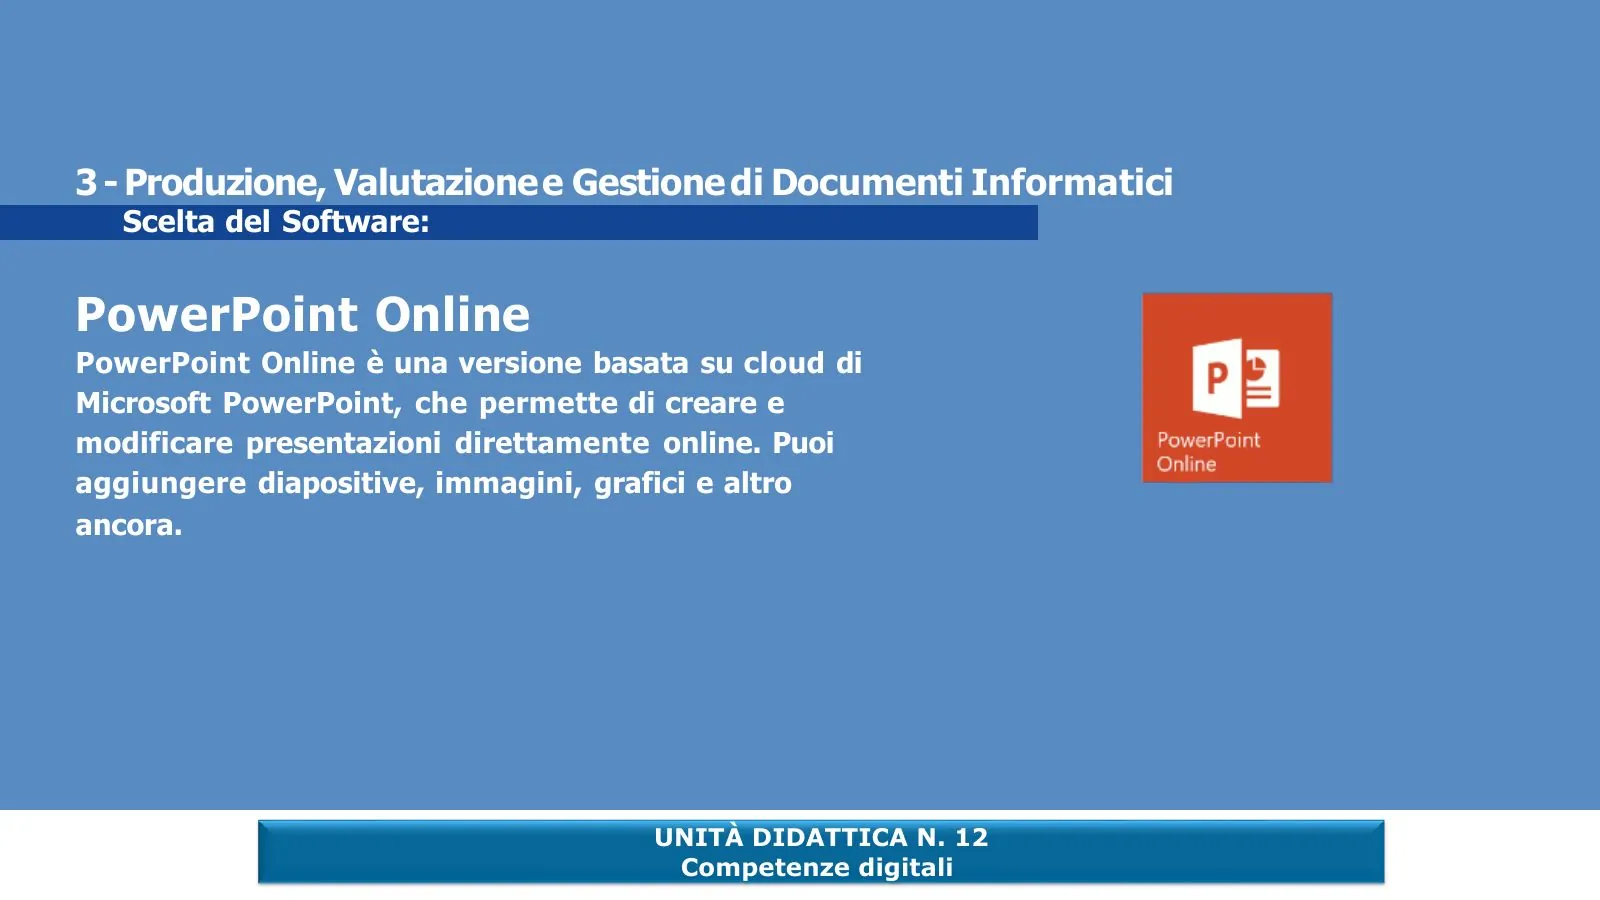 3 - Produzione, Valutazione e Gestione di Documenti Informatici
Scelta del Software:
PowerPoint Online
PowerPoint Online è una versione basata su cloud di
Microsoft PowerPoint, che permette di creare e
modificare presentazioni direttamente online. Puoi
aggiungere diapositive, immagini, grafici e altro
ancora.
P
PowerPoint
Online
UNITÀ DIDATTICA N. 12
Competenze digitali